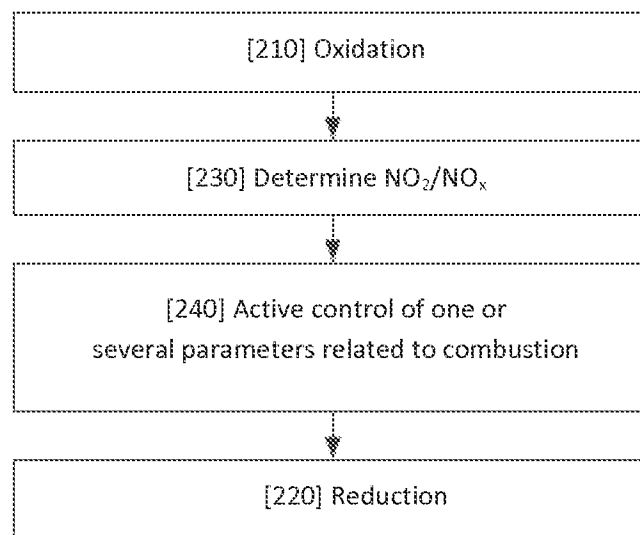 [210] Oxidation
[230] Determine NO₂/NOₓ
[240] Active control of one or
several parameters related to combustion
[220] Reduction